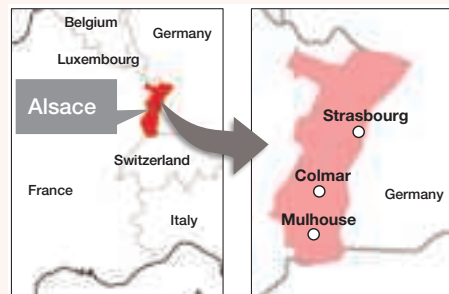 Belgium
Germany
Luxembourg
Alsace
Switzerland
France
Italy
Strasbourg
Colmar
Germany
Mulhouse